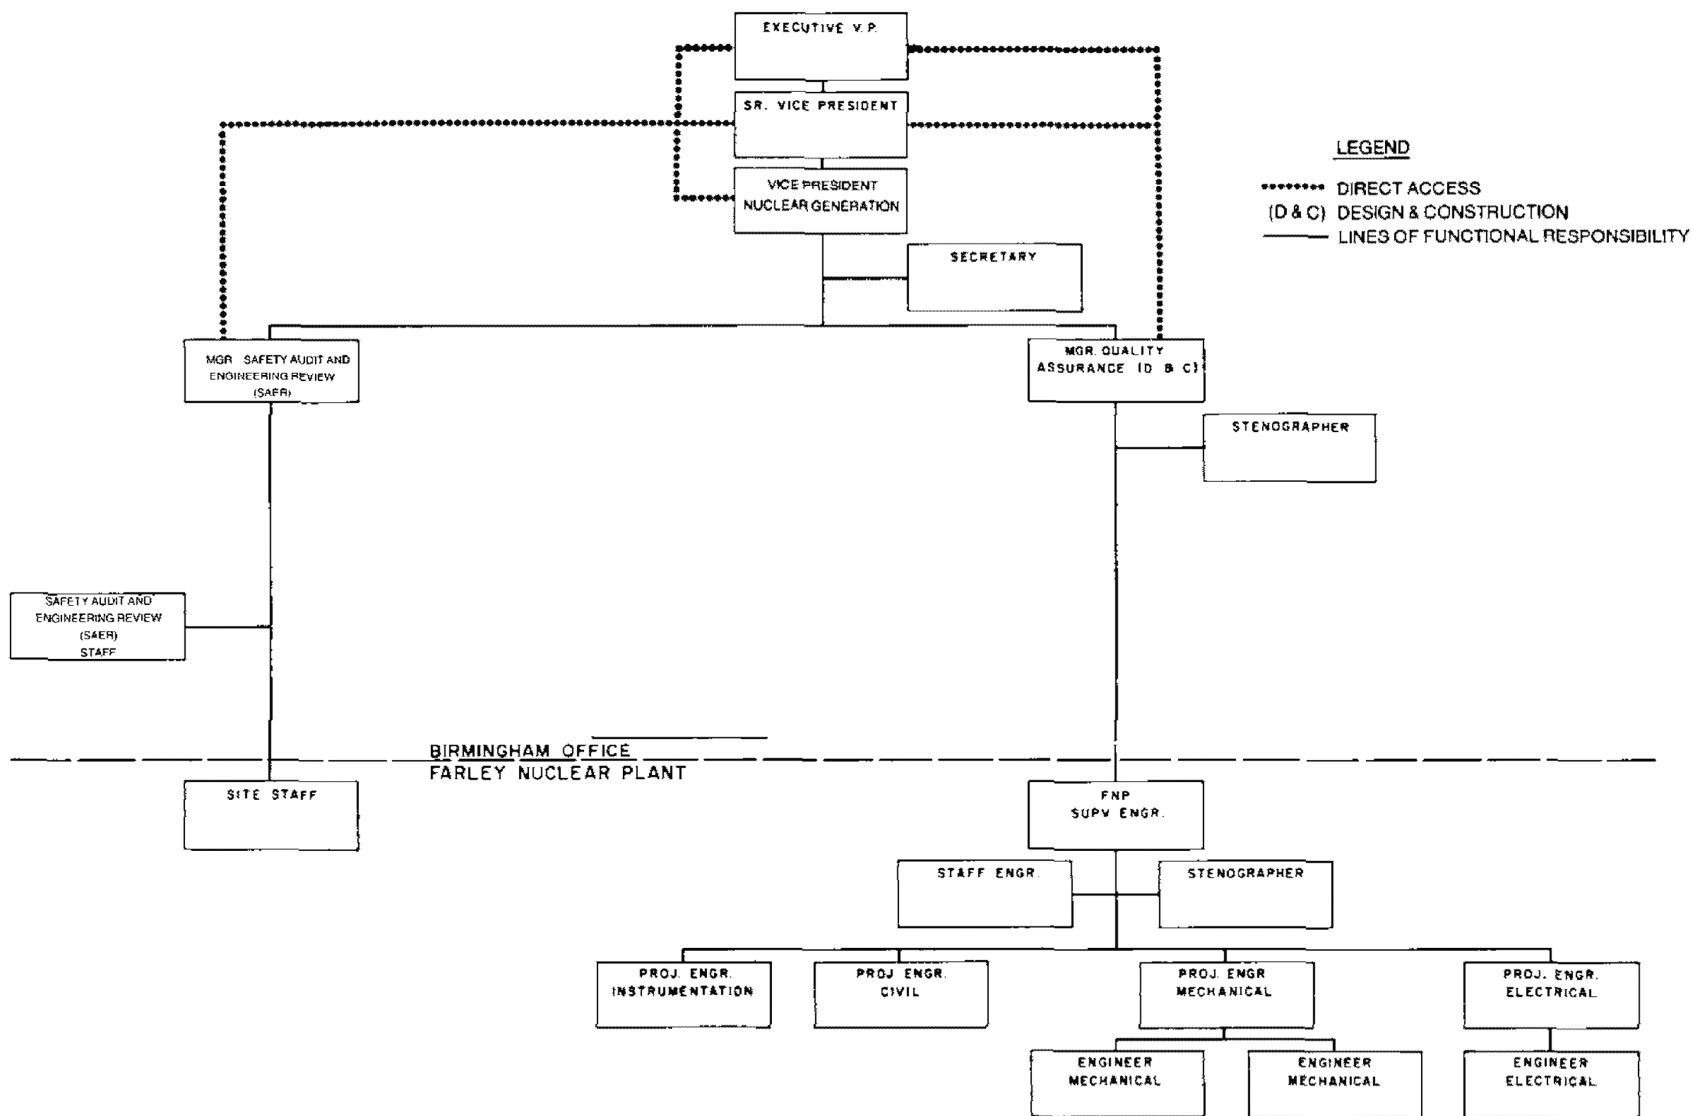 EXECUTIVE V.P.
SR. VICE PRESIDENT
VICE PRESIDENT
NUCLEAR GENERATION
LEGEND
DIRECT ACCESS
(D & C) DESIGN & CONSTRUCTION
LINES OF FUNCTIONAL RESPONSIBILITY
SECRETARY
MGR SAFETY AUDIT AND
ENGINEERING REVIEW
(SAER)
MGR. QUALITY
ASSURANCE (D & C)
STENOGRAPHER
SAFETY AUDIT AND
ENGINEERING REVIEW
(SAER)
STAFF
BIRMINGHAM OFFICE
FARLEY NUCLEAR PLANT
SITE STAFF
FNP
SUPV ENGR.
STAFF ENGR.
STENOGRAPHER
PROJ. ENGR.
INSTRUMENTATION
PROJ. ENGR.
CIVIL
PROJ. ENGR
MECHANICAL
PROJ. ENGR.
ELECTRICAL
ENGINEER
MECHANICAL
ENGINEER
MECHANICAL
ENGINEER
ELECTRICAL